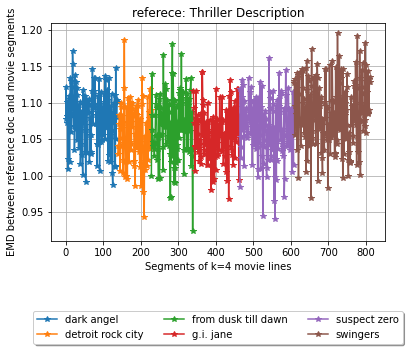 referece: Thriller Description
EMD between reference doc and movie segments
1.20
1.15
1.10
1.05
1.00
0.95
0 100 200 300 400 500 600 700 800
Segments of k=4 movie lines
dark angel from dusk till dawn suspect zero
detroit rock city g.i. jane swingers